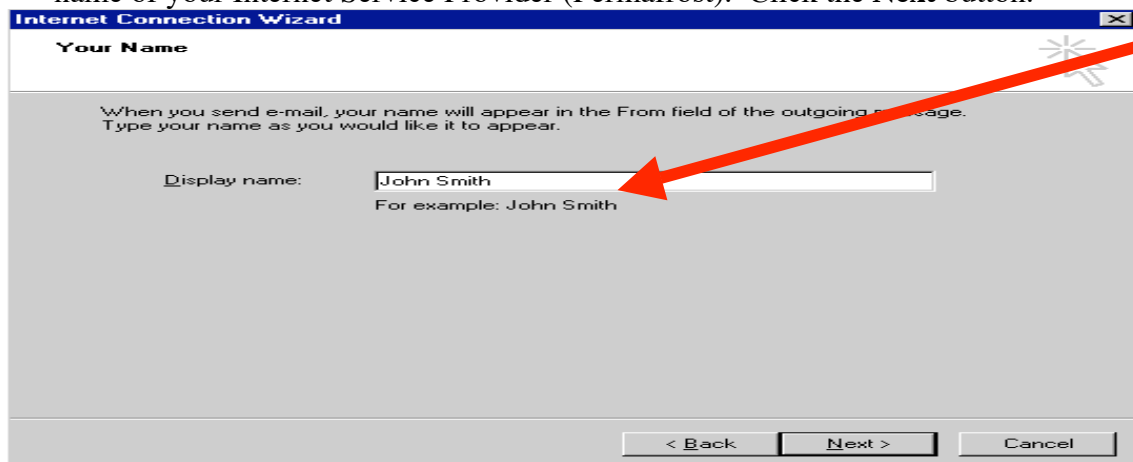 name of your Internet Service Provider (Permafrost). Click the Next button.
Internet Connection Wizard
Your Name
When you send e-mail, your name will appear in the From field of the outgoing message.
Type your name as you would like it to appear.
Display name: John Smith
For example: John Smith
< Back Next > Cancel